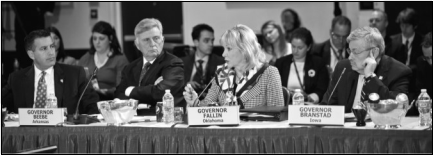 GOVERNOR
BEEBE
Arkansas
GOVERNOR
FALLIN
Oklahoma
GOVERNOR
BRANSTAD
Iowa